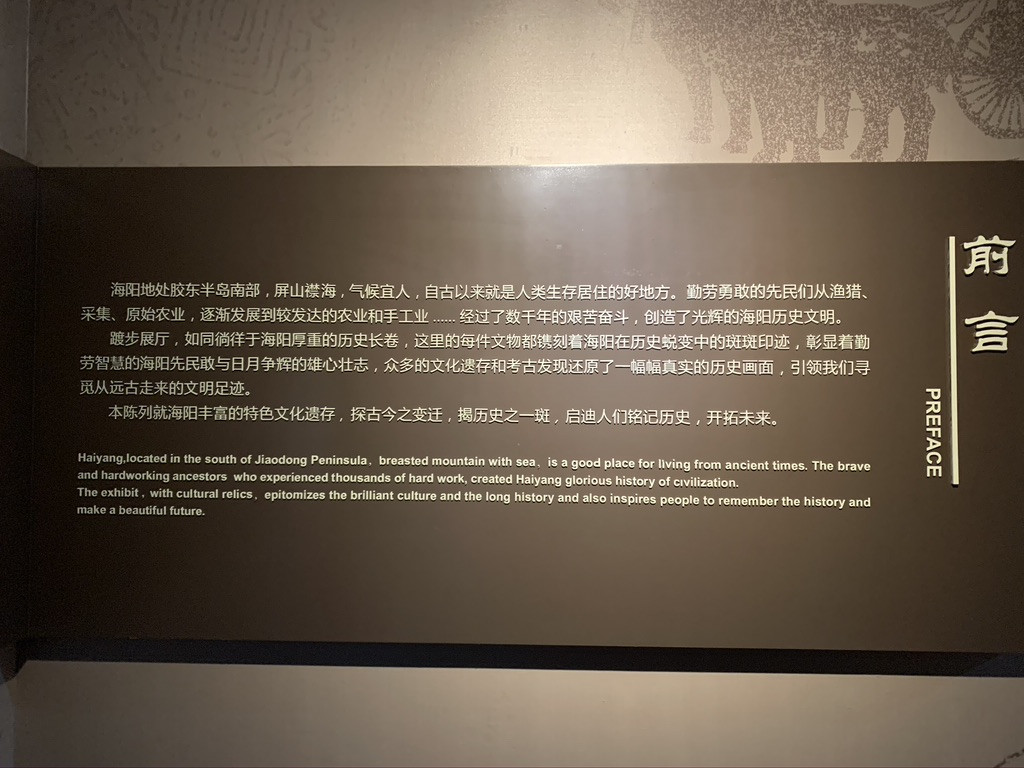 前言
PREFACE
海阳地处胶东半岛南部，屏山襟海，气候宜人，自古以来就是人类生存居住的好地方。勤劳勇敢的先民们从渔猎、
采集、原始农业，逐渐发展到较发达的农业和手工业......经过了数千年的艰苦奋斗，创造了光辉的海阳历史文明。
踱步展厅，如同徜徉于海阳厚重的历史长卷，这里的每件文物都镌刻着海阳在历史蜕变中的斑斑印迹，彰显着勤
劳智慧的海阳先民敢与日月争辉的雄心壮志，众多的文化遗存和考古发现还原了一幅幅真实的历史画面，引领我们寻
觅从远古走来的文明足迹。
本陈列就海阳丰富的特色文化遗存，探古今之变迁，揭历史之一斑，启迪人们铭记历史，开拓未来。
Haiyang,located in the south of Jiaodong Peninsula，breasted mountain with sea，is a good place for living from ancient times. The brave
and hardworking ancestors who experienced thousands of hard work, created Haiyang glorious history of civilization.
The exhibit，with cultural relics，epitomizes the brilliant culture and the long history and also inspires people to remember the history and
make a beautiful future.